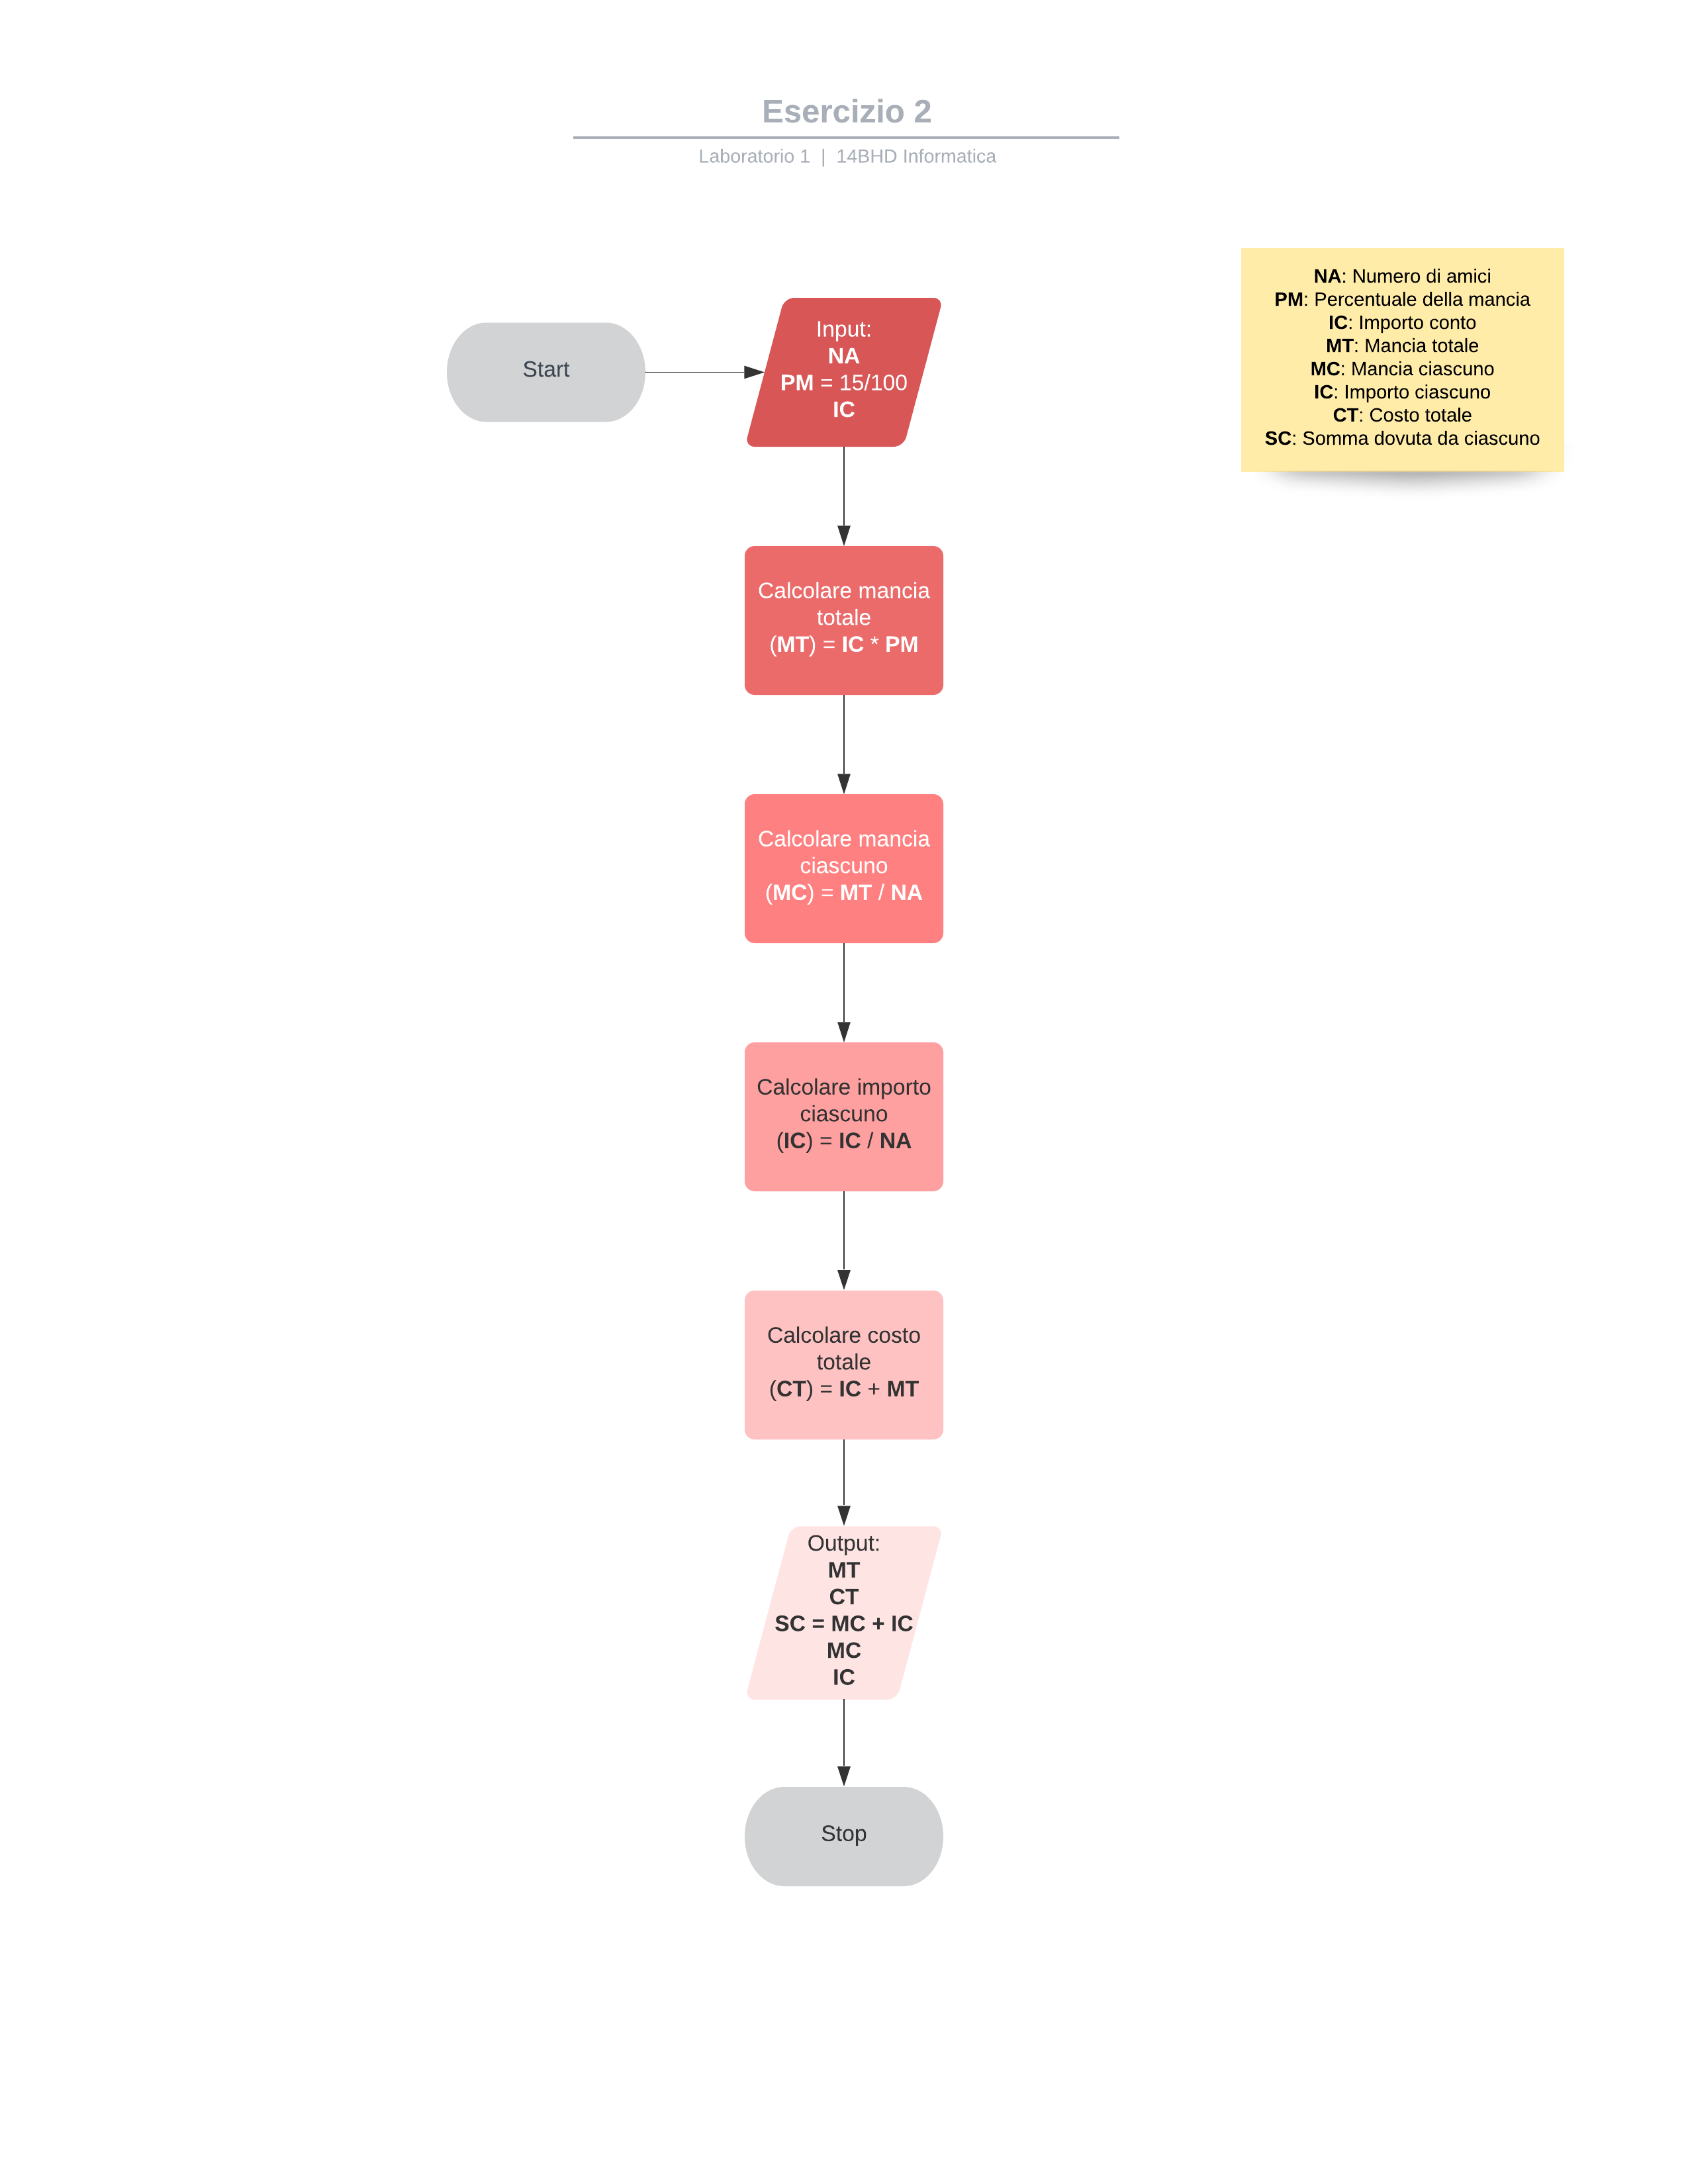 Esercizio 2
Laboratorio 1 | 14BHD Informatica
NA: Numero di amici
PM: Percentuale della mancia
IC: Importo conto
MT: Mancia totale
MC: Mancia ciascuno
IC: Importo ciascuno
CT: Costo totale
SC: Somma dovuta da ciascuno
Start
Input:
NA
PM = 15/100
IC
Calcolare mancia
totale
(MT) = IC * PM
Calcolare mancia
ciascuno
(MC) = MT / NA
Calcolare importo
ciascuno
(IC) = IC / NA
Calcolare costo
totale
(CT) = IC + MT
Output:
MT
CT
SC = MC + IC
MC
IC
Stop